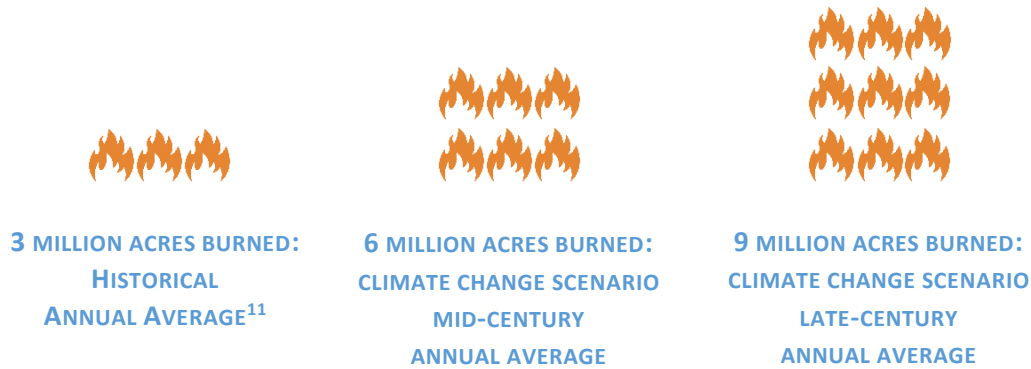 3 MILLION ACRES BURNED:
HISTORICAL
ANNUAL AVERAGE11
6 MILLION ACRES BURNED:
CLIMATE CHANGE SCENARIO
MID-CENTURY
ANNUAL AVERAGE
9 MILLION ACRES BURNED:
CLIMATE CHANGE SCENARIO
LATE-CENTURY
ANNUAL AVERAGE